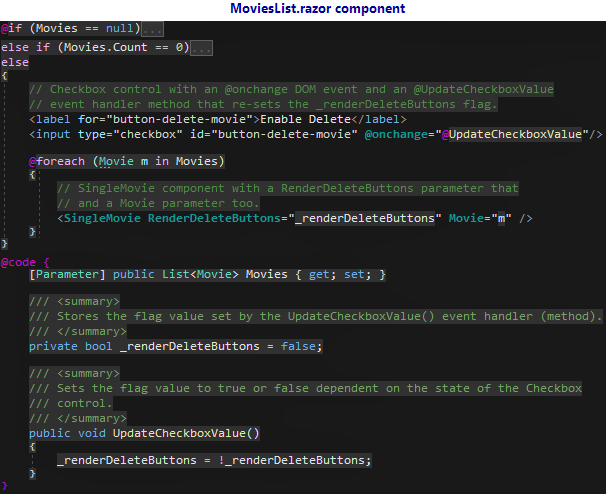 MoviesList.razor component
@if (Movies == null)...
else if (Movies.Count == 0)...
else
{
// Checkbox control with an @onchange DOM event and an @UpdateCheckboxValue
// event handler method that re-sets the _renderDeleteButtons flag.
<label for="button-delete-movie">Enable Delete</label>
<input type="checkbox" id="button-delete-movie" @onchange="@UpdateCheckboxValue"/>
@foreach (Movie m in Movies)
{
// SingleMovie component with a RenderDeleteButtons parameter that
// and a Movie parameter too.
<SingleMovie RenderDeleteButtons="_renderDeleteButtons" Movie="m" />
}
}
@code {
[Parameter] public List<Movie> Movies { get; set; }
/// <summary>
/// Stores the flag value set by the UpdateCheckboxValue() event handler (method).
/// </summary>
private bool _renderDeleteButtons = false;
/// <summary>
/// Sets the flag value to true or false dependent on the state of the Checkbox
/// control.
/// </summary>
public void UpdateCheckboxValue()
{
_renderDeleteButtons = !_renderDeleteButtons;
}
}